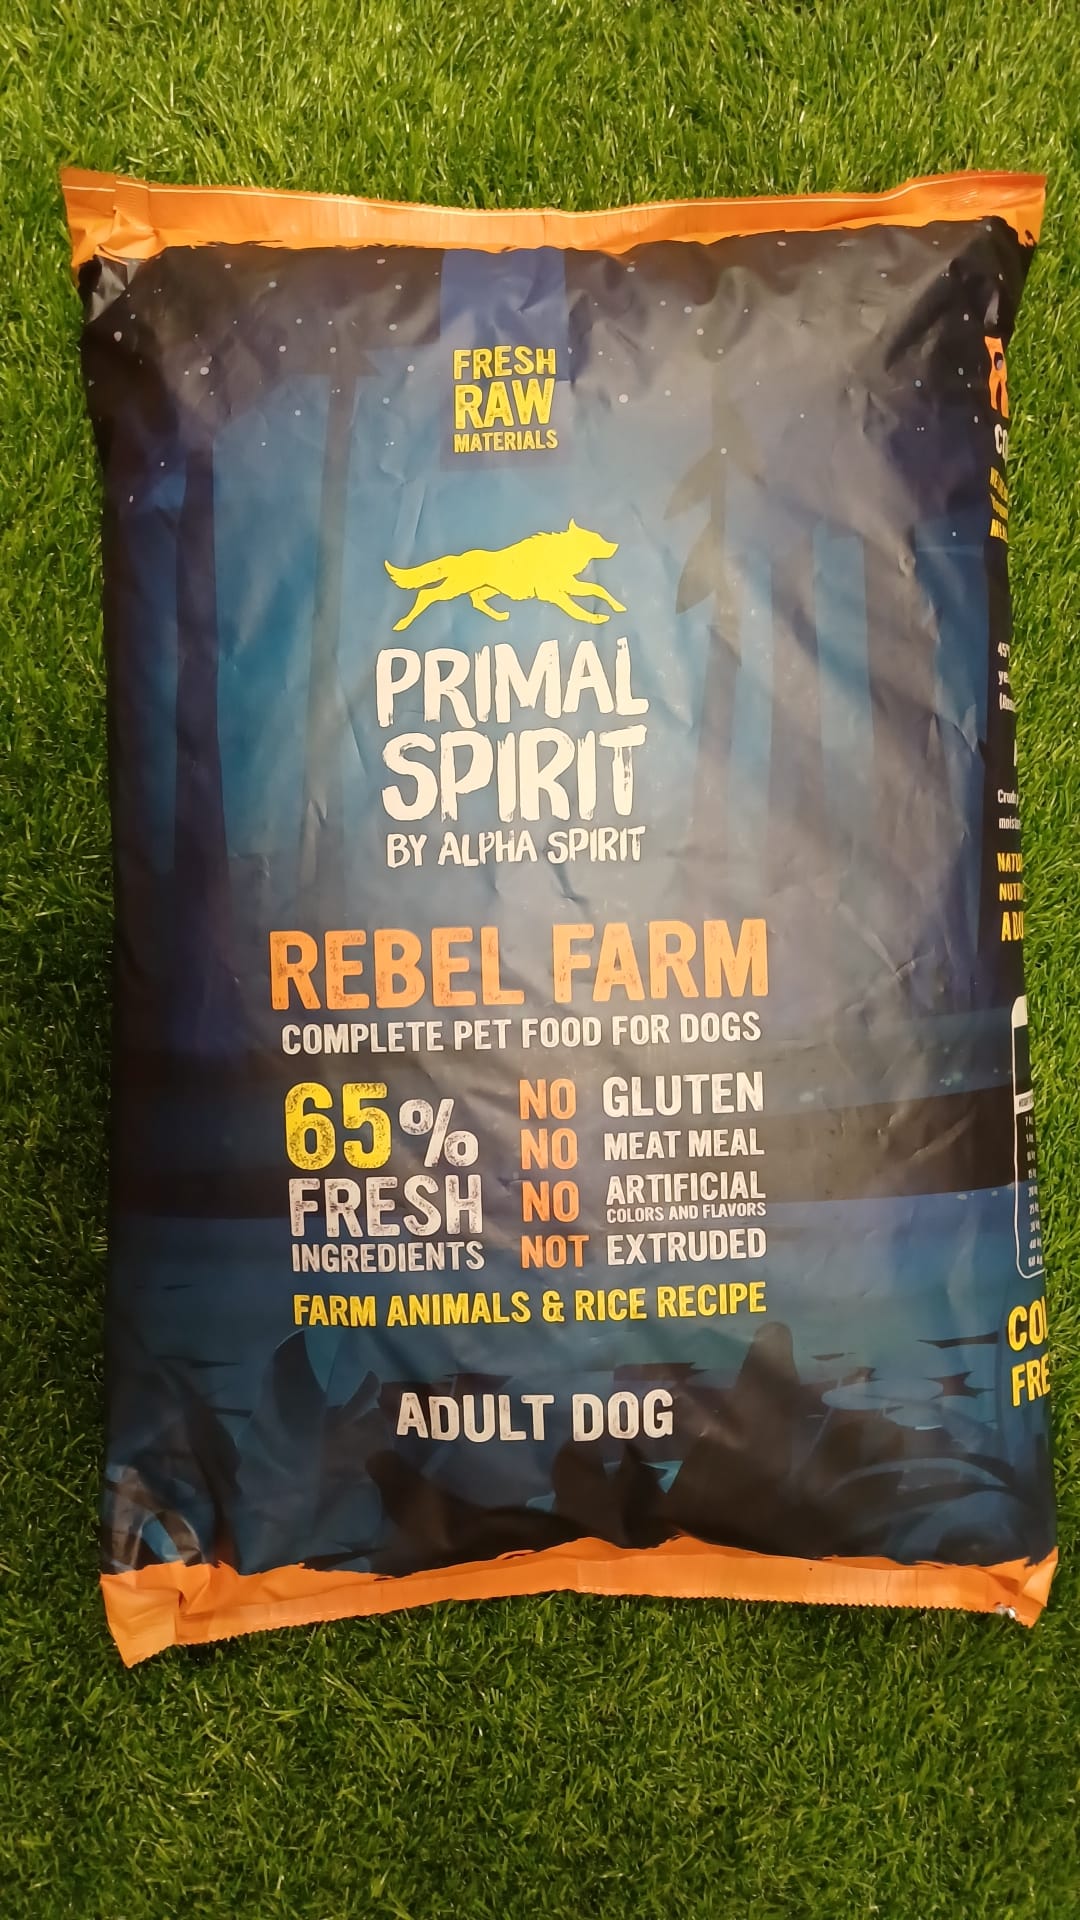 FRESH
RAW
MATERIALS
PRIMAL
SPIRIT
BY ALPHA SPIRIT
REBEL FARM
COMPLETE PET FOOD FOR DOGS
65%
FRESH
INGREDIENTS
NO GLUTEN
NO MEAT MEAL
NO ARTIFICIAL
COLORS AND FLAVORS
NOT EXTRUDED
FARM ANIMALS & RICE RECIPE
ADULT DOG